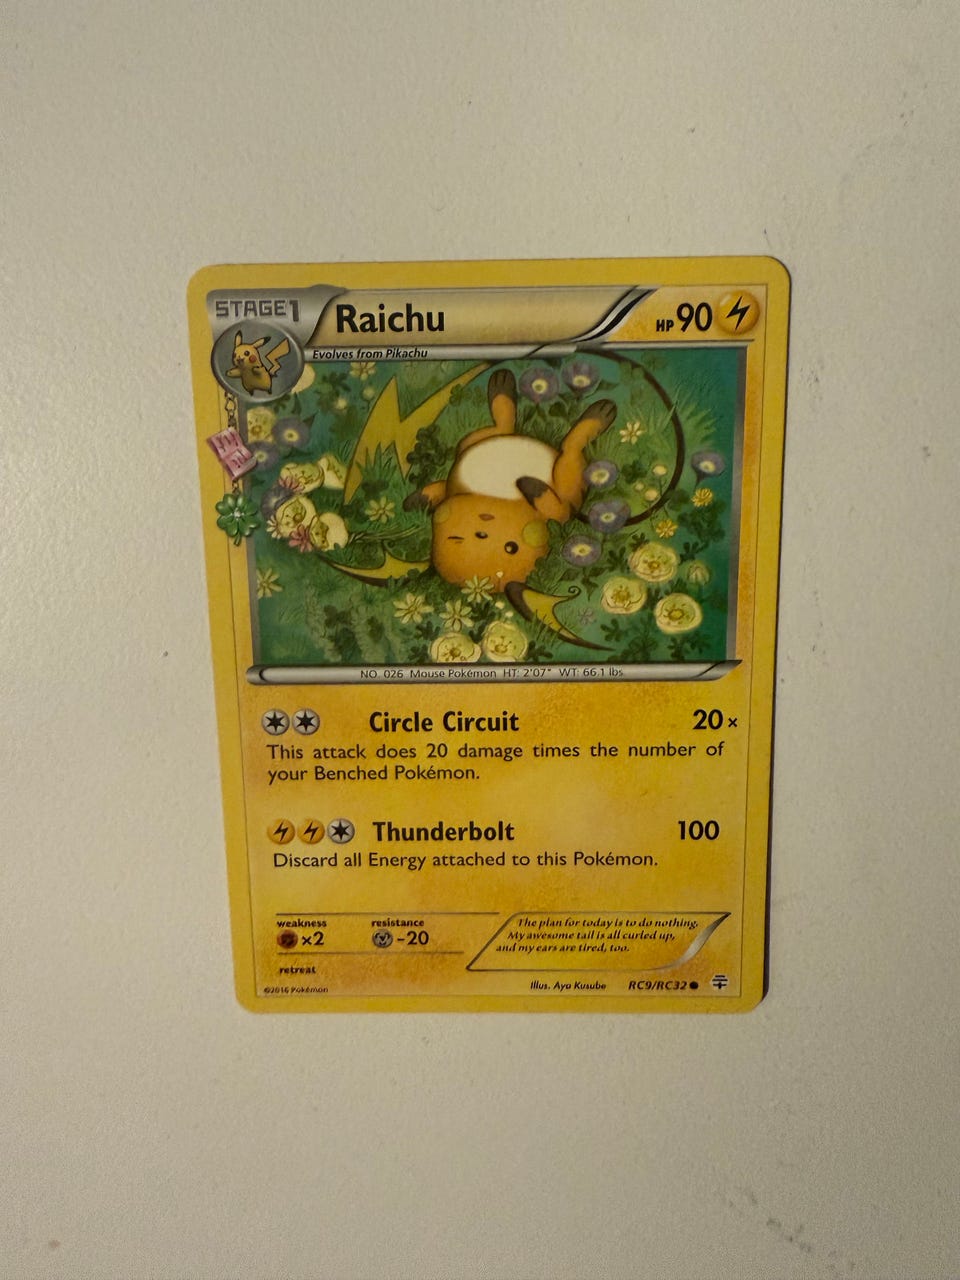 STAGE1 Raichu HP 90
Evolves from Pikachu
NO. 026 Mouse Pokémon HT: 2'07" WT: 66.1 lbs.
Circle Circuit 20×
This attack does 20 damage times the number of
your Benched Pokémon.
Thunderbolt 100
Discard all Energy attached to this Pokémon.
weakness resistance
×2 -20
retreat
The plan for today is to do nothing.
My awesome tail is all curled up,
and my ears are tired, too.
©2016 Pokémon Illus. Aya Kusube RC9/RC32